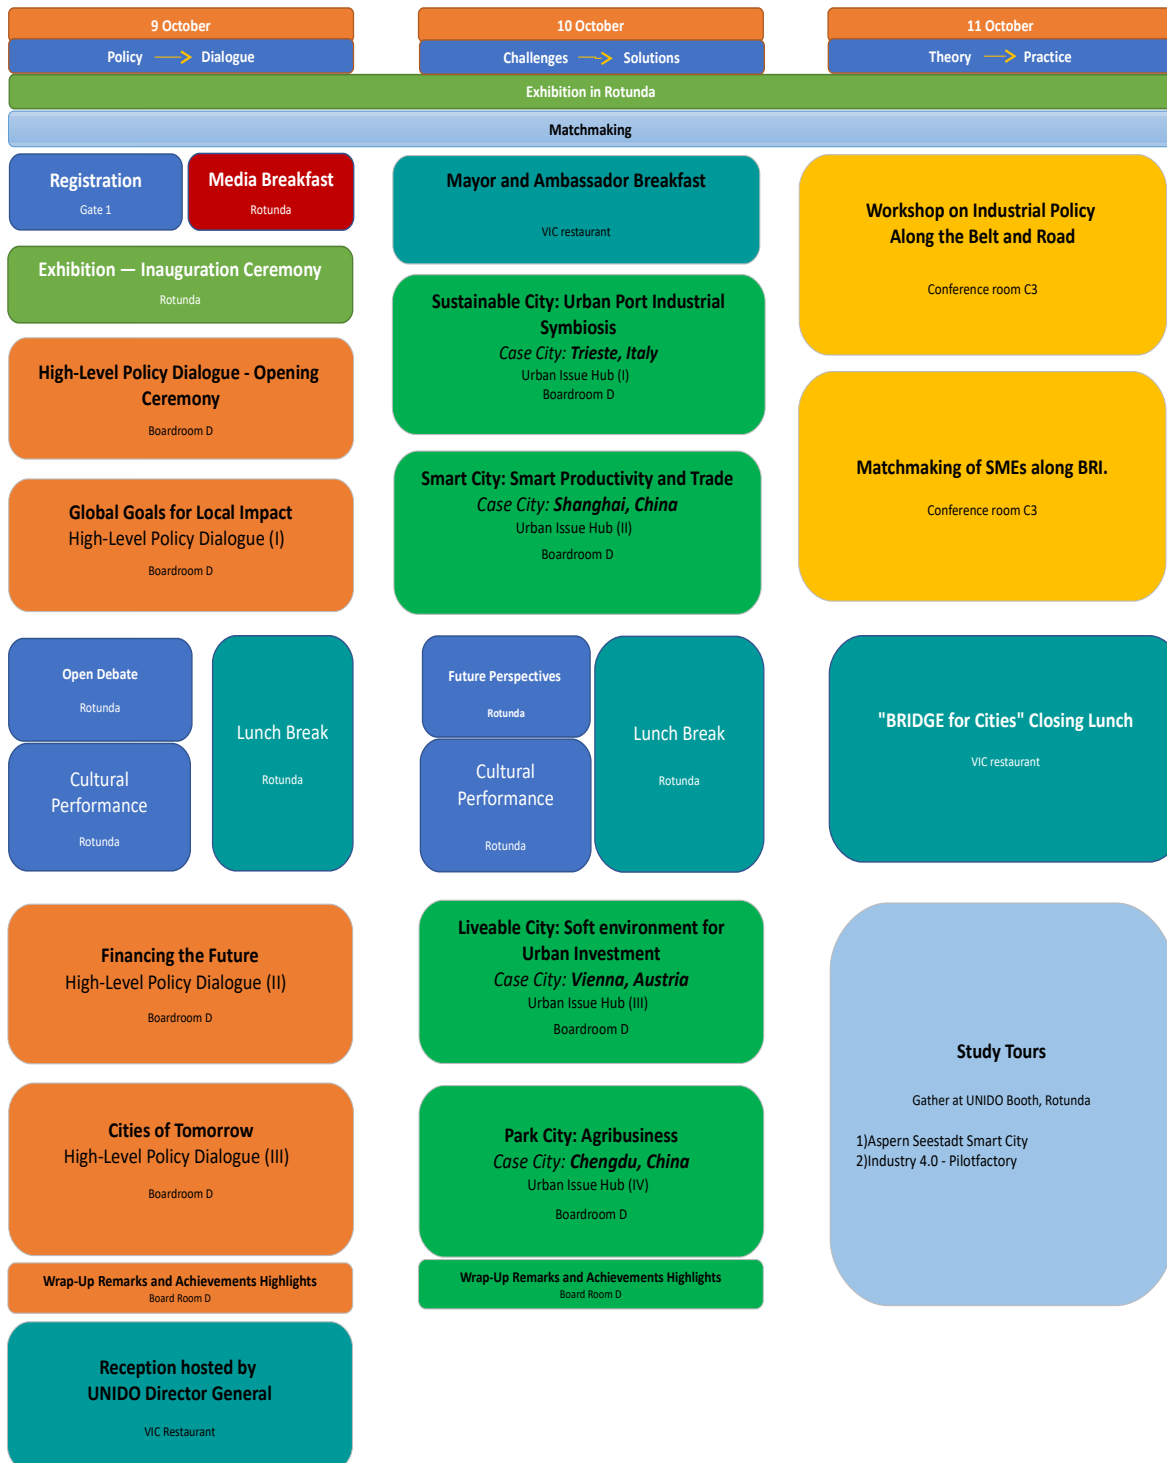 9 October
Policy Dialogue
10 October
Challenges Solutions
11 October
Theory Practice
Exhibition in Rotunda
Matchmaking
Registration
Gate 1
Media Breakfast
Rotunda
Exhibition — Inauguration Ceremony
Rotunda
High-Level Policy Dialogue - Opening
Ceremony
Boardroom D
Global Goals for Local Impact
High-Level Policy Dialogue (I)
Boardroom D
Open Debate
Rotunda
Cultural
Performance
Rotunda
Lunch Break
Rotunda
Financing the Future
High-Level Policy Dialogue (II)
Boardroom D
Cities of Tomorrow
High-Level Policy Dialogue (III)
Boardroom D
Wrap-Up Remarks and Achievements Highlights
Board Room D
Reception hosted by
UNIDO Director General
VIC Restaurant
Mayor and Ambassador Breakfast
VIC restaurant
Sustainable City: Urban Port Industrial
Symbiosis
Case City: Trieste, Italy
Urban Issue Hub (I)
Boardroom D
Smart City: Smart Productivity and Trade
Case City: Shanghai, China
Urban Issue Hub (II)
Boardroom D
Future Perspectives
Rotunda
Cultural
Performance
Rotunda
Lunch Break
Rotunda
Liveable City: Soft environment for
Urban Investment
Case City: Vienna, Austria
Urban Issue Hub (III)
Boardroom D
Park City: Agribusiness
Case City: Chengdu, China
Urban Issue Hub (IV)
Boardroom D
Wrap-Up Remarks and Achievements Highlights
Board Room D
Workshop on Industrial Policy
Along the Belt and Road
Conference room C3
Matchmaking of SMEs along BRI.
Conference room C3
"BRIDGE for Cities" Closing Lunch
VIC restaurant
Study Tours
Gather at UNIDO Booth, Rotunda
1)Aspern Seestadt Smart City
2)Industry 4.0 - Pilotfactory